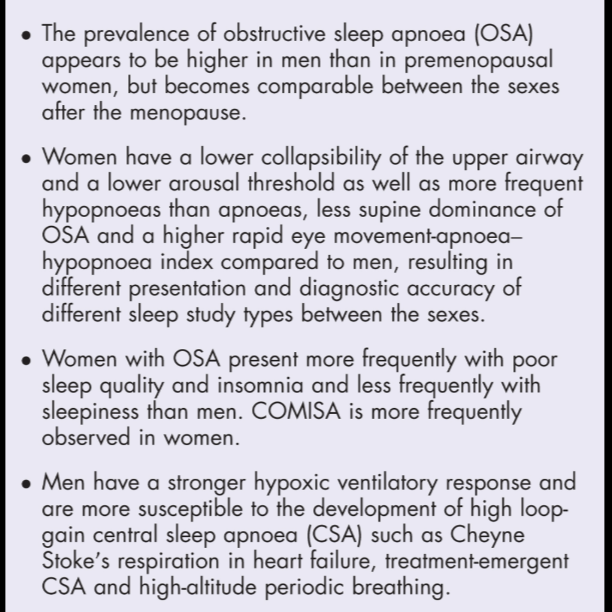 • The prevalence of obstructive sleep apnoea (OSA)
appears to be higher in men than in premenopausal
women, but becomes comparable between the sexes
after the menopause.
• Women have a lower collapsibility of the upper airway
and a lower arousal threshold as well as more frequent
hypopnoeas than apnoeas, less supine dominance of
OSA and a higher rapid eye movement-apnoea–
hypopnoea index compared to men, resulting in
different presentation and diagnostic accuracy of
different sleep study types between the sexes.
• Women with OSA present more frequently with poor
sleep quality and insomnia and less frequently with
sleepiness than men. COMISA is more frequently
observed in women.
• Men have a stronger hypoxic ventilatory response and
are more susceptible to the development of high loop-
gain central sleep apnoea (CSA) such as Cheyne
Stoke’s respiration in heart failure, treatment-emergent
CSA and high-altitude periodic breathing.